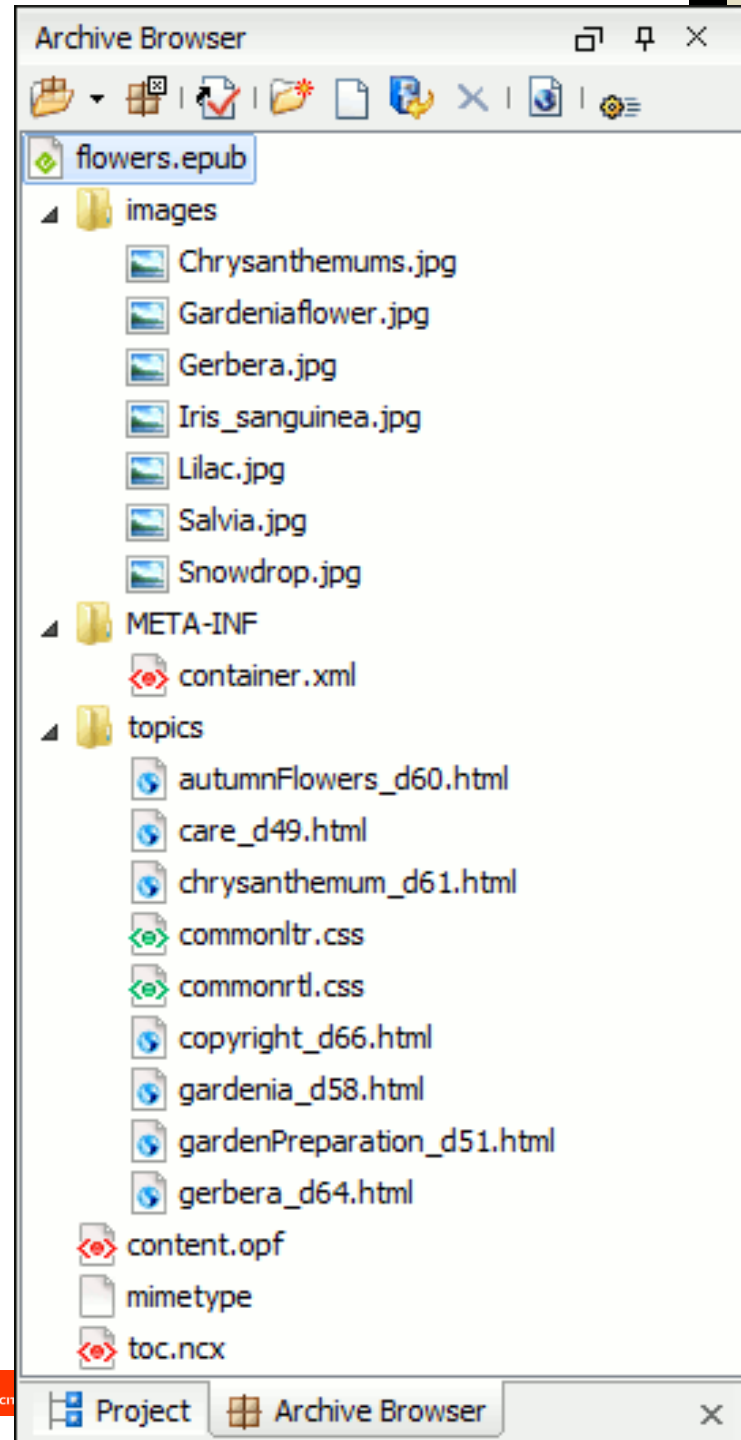 Archive Browser
flowers.epub
images
Chrysanthemums.jpg
Gardeniaflower.jpg
Gerbera.jpg
Iris_sanguinea.jpg
Lilac.jpg
Salvia.jpg
Snowdrop.jpg
META-INF
container.xml
topics
autumnFlowers_d60.html
care_d49.html
chrysanthemum_d61.html
commonltr.css
commonrtl.css
copyright_d66.html
gardenia_d58.html
gardenPreparation_d51.html
gerbera_d64.html
content.opf
mimetype
toc.ncx
Project Archive Browser